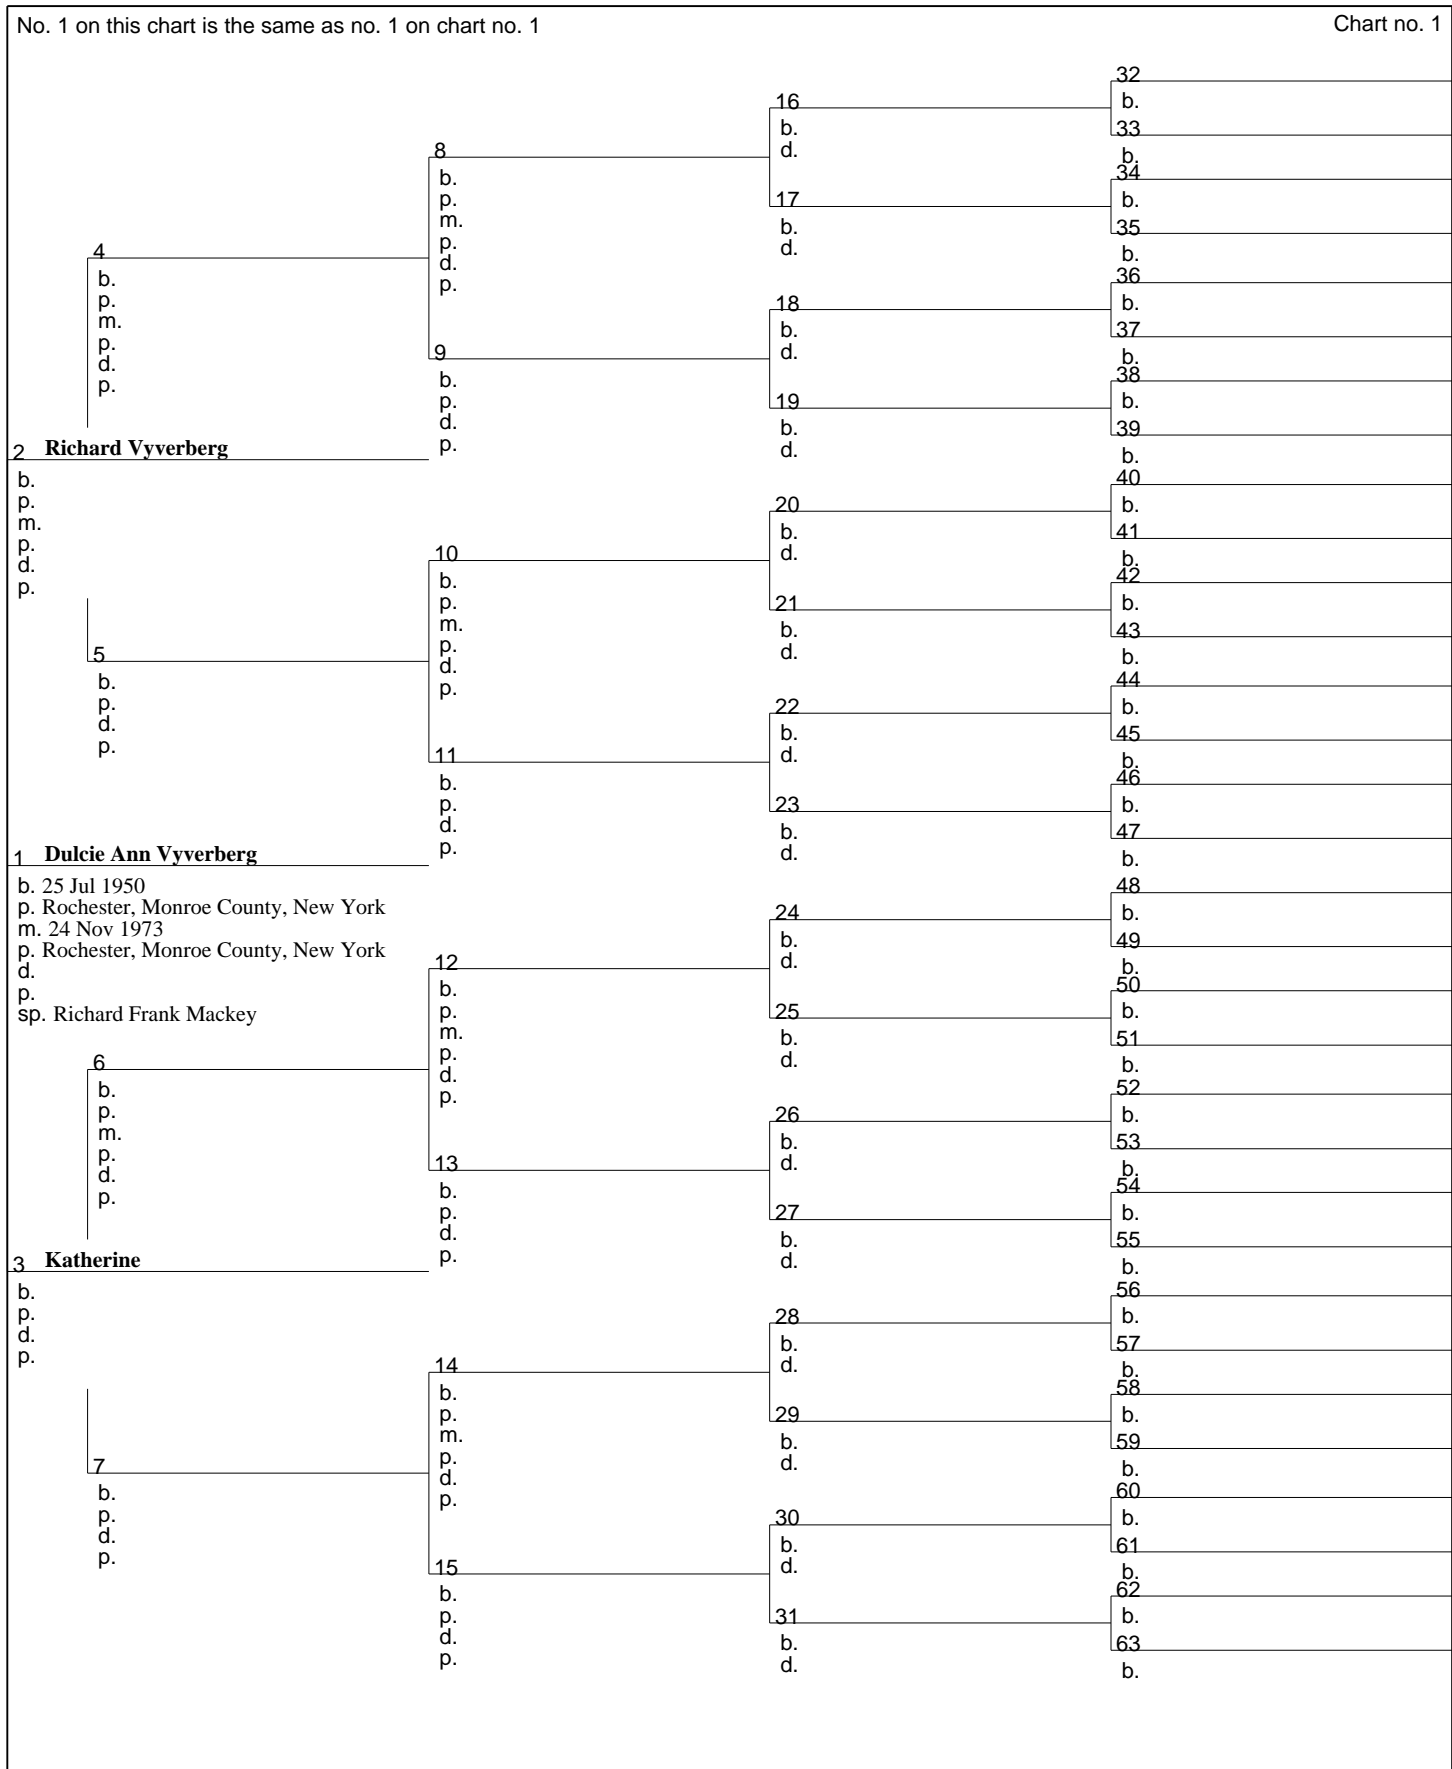 No. 1 on this chart is the same as no. 1 on chart no. 1
Chart no. 1
4
b.
p.
m.
p.
d.
p.
2 Richard Vyverberg
b.
p.
m.
p.
d.
p.
5
b.
p.
d.
p.
1 Dulcie Ann Vyverberg
b. 25 Jul 1950
p. Rochester, Monroe County, New York
m. 24 Nov 1973
p. Rochester, Monroe County, New York
d.
p.
sp. Richard Frank Mackey
6
b.
p.
m.
p.
d.
p.
3 Katherine
b.
p.
d.
p.
7
b.
p.
d.
p.
8
b.
p.
m.
p.
d.
p.
9
b.
p.
d.
p.
10
b.
p.
m.
p.
d.
p.
11
b.
p.
d.
p.
12
b.
p.
m.
p.
d.
p.
13
b.
p.
d.
p.
14
b.
p.
m.
p.
d.
p.
15
b.
p.
d.
p.
16
b.
d.
17
b.
d.
18
b.
d.
19
b.
d.
20
b.
d.
21
b.
d.
22
b.
d.
23
b.
d.
24
b.
d.
25
b.
d.
26
b.
d.
27
b.
d.
28
b.
d.
29
b.
d.
30
b.
d.
31
b.
d.
32
b.
33
b.
34
b.
35
b.
36
b.
37
b.
38
b.
39
b.
40
b.
41
b.
42
b.
43
b.
44
b.
45
b.
46
b.
47
b.
48
b.
49
b.
50
b.
51
b.
52
b.
53
b.
54
b.
55
b.
56
b.
57
b.
58
b.
59
b.
60
b.
61
b.
62
b.
63
b.